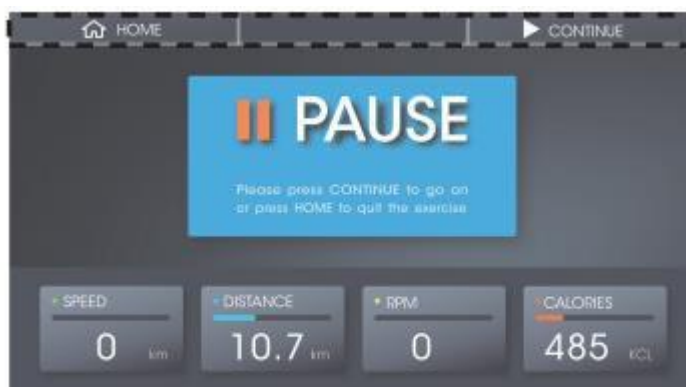 HOME CONTINUE
PAUSE
Please press CONTINUE to go on
or press HOME to quit the exercise
SPEED DISTANCE RPM CALORIES
0 km 10.7 km 0 485 KCL